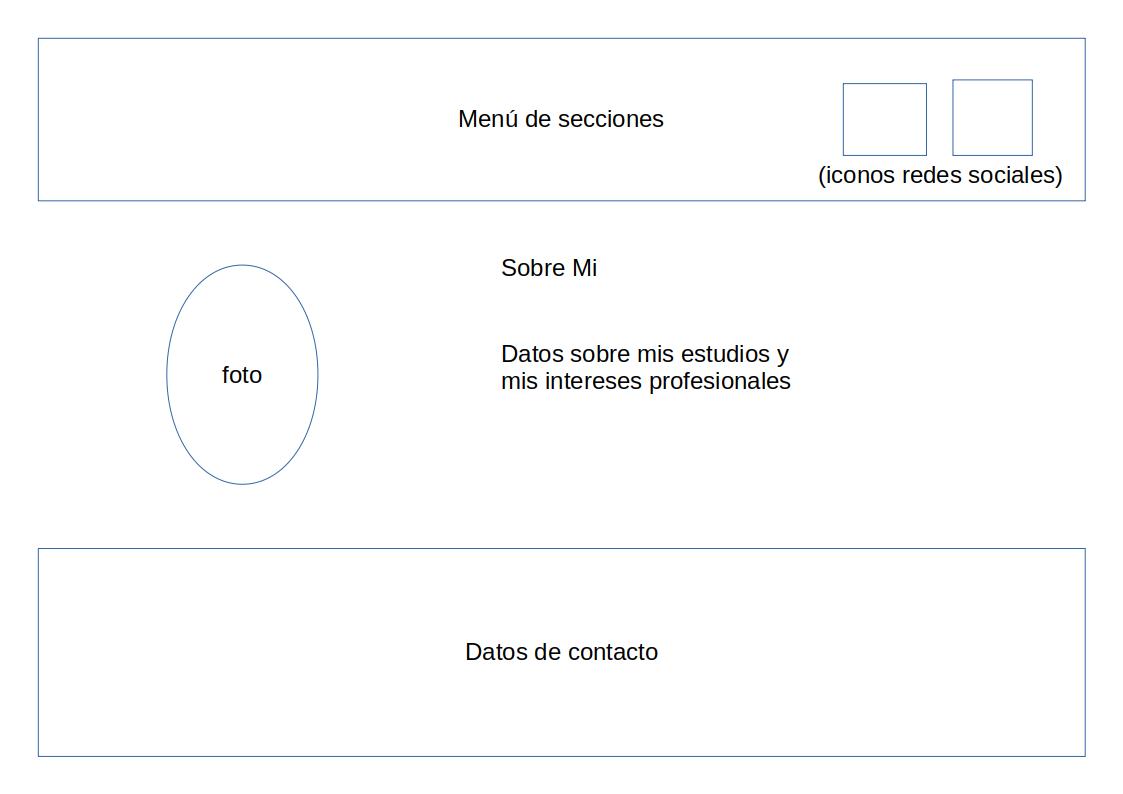 Menú de secciones
(iconos redes sociales)
Sobre Mi
foto
Datos sobre mis estudios y
mis intereses profesionales
Datos de contacto